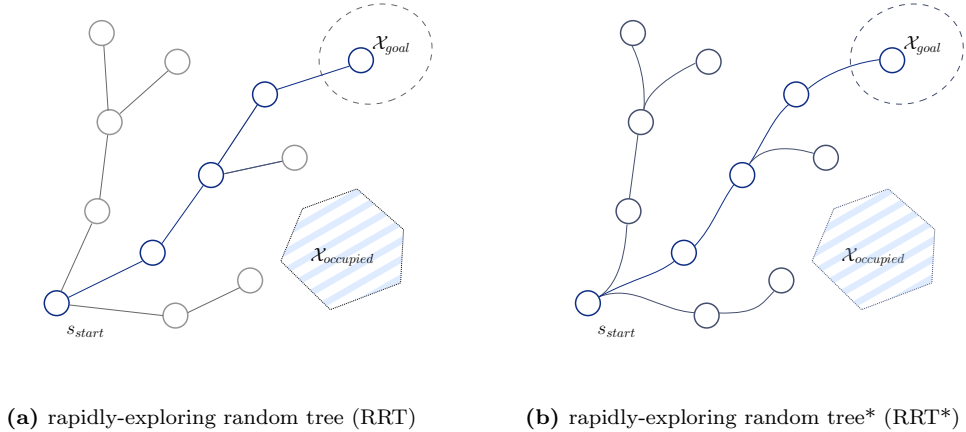 𝒳goal 𝒳goal
𝒳occupied 𝒳occupied
sstart sstart
(a) rapidly-exploring random tree (RRT) (b) rapidly-exploring random tree* (RRT*)